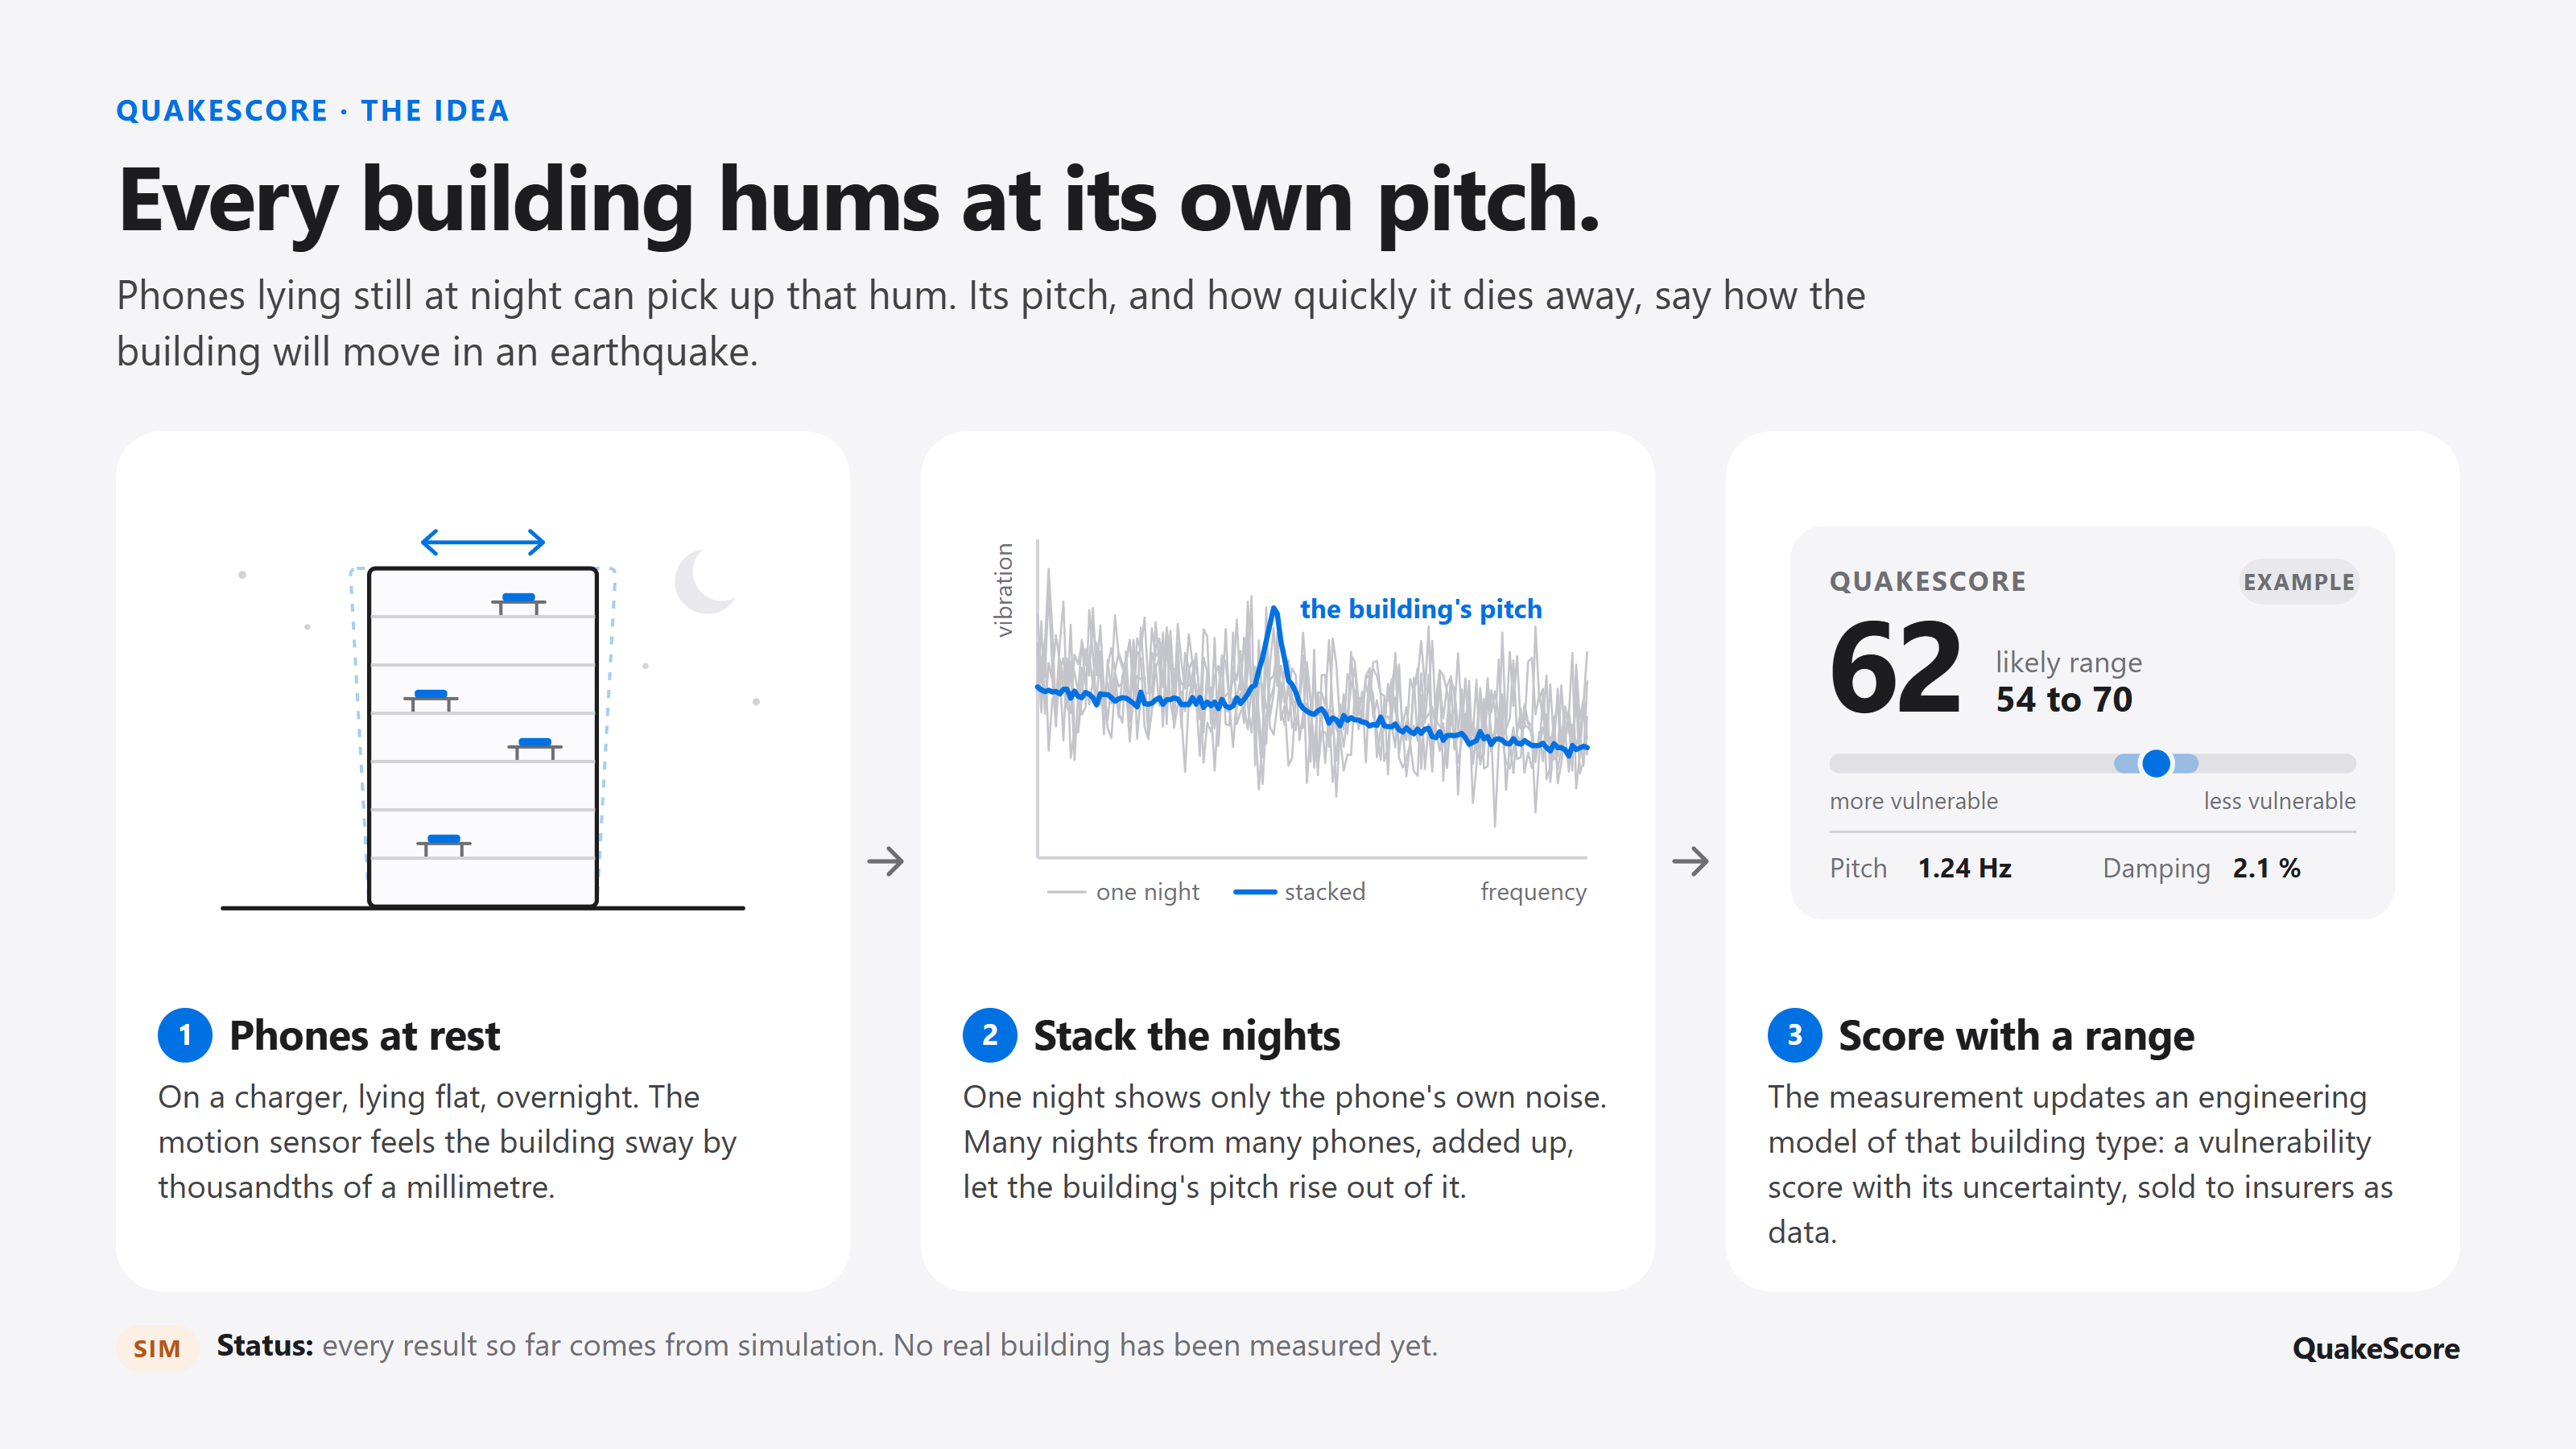 QUAKESCORE · THE IDEA
Every building hums at its own pitch.
Phones lying still at night can pick up that hum. Its pitch, and how quickly it dies away, say how the
building will move in an earthquake.
1 Phones at rest
On a charger, lying flat, overnight. The
motion sensor feels the building sway by
thousandths of a millimetre.
vibration
the building's pitch
one night
stacked
frequency
2 Stack the nights
One night shows only the phone's own noise.
Many nights from many phones, added up,
let the building's pitch rise out of it.
QUAKESCORE
EXAMPLE
62
likely range
54 to 70
more vulnerable
less vulnerable
Pitch 1.24 Hz
Damping 2.1 %
3 Score with a range
The measurement updates an engineering
model of that building type: a vulnerability
score with its uncertainty, sold to insurers as
data.
SIM
Status: every result so far comes from simulation. No real building has been measured yet.
QuakeScore